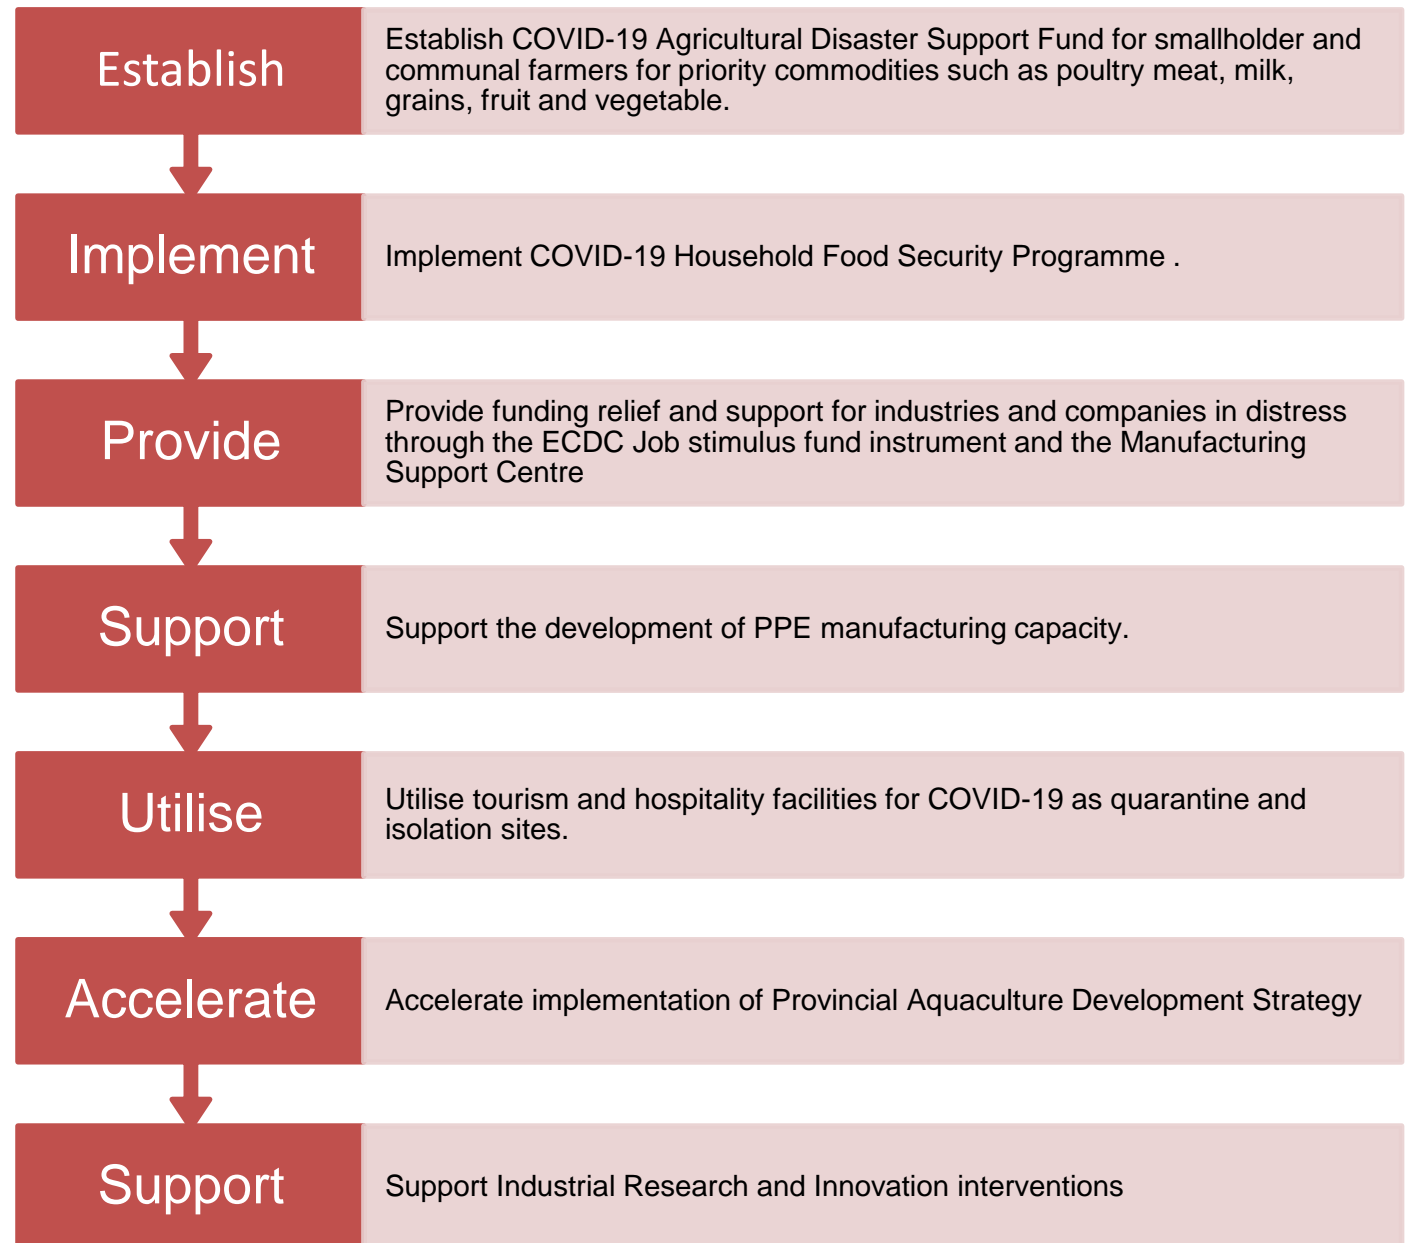 Establish
Establish COVID-19 Agricultural Disaster Support Fund for smallholder and
communal farmers for priority commodities such as poultry meat, milk,
grains, fruit and vegetable.
Implement
Implement COVID-19 Household Food Security Programme .
Provide
Provide funding relief and support for industries and companies in distress
through the ECDC Job stimulus fund instrument and the Manufacturing
Support Centre
Support
Support the development of PPE manufacturing capacity.
Utilise
Utilise tourism and hospitality facilities for COVID-19 as quarantine and
isolation sites.
Accelerate
Accelerate implementation of Provincial Aquaculture Development Strategy
Support
Support Industrial Research and Innovation interventions